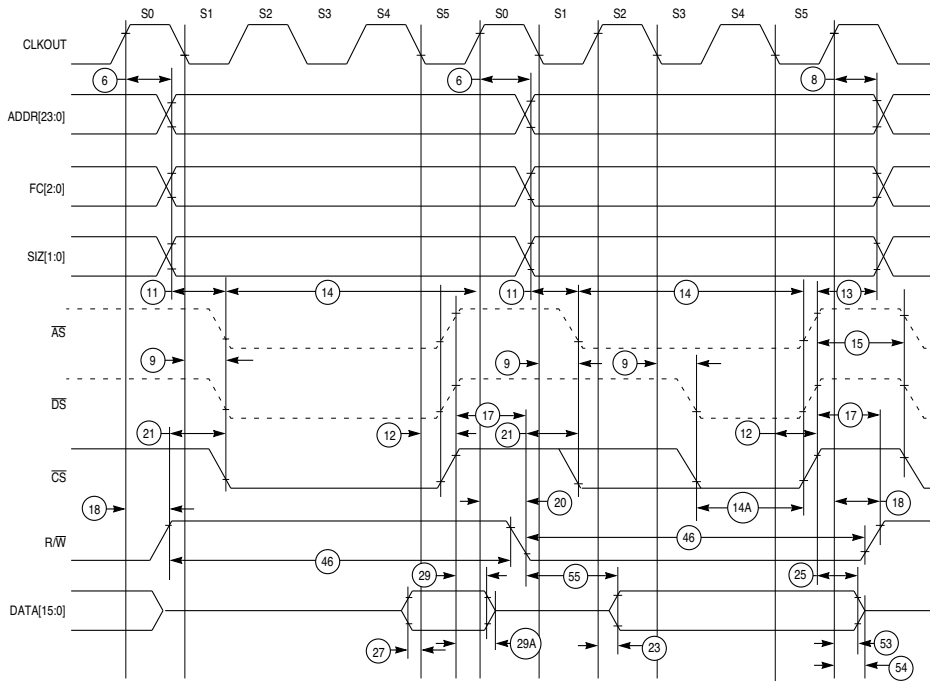 S0 S1 S2 S3 S4 S5 S0 S1 S2 S3 S4 S5
CLKOUT
6 6 8
ADDR[23:0]
FC[2:0]
SIZ[1:0]
11 14 11 14 13
AS
15
9 9 9
DS
17 17
21 12 21 12
CS
18 20 14A 18
R/W
46 46
29 55 25
DATA[15:0]
27 29A 23 53
54